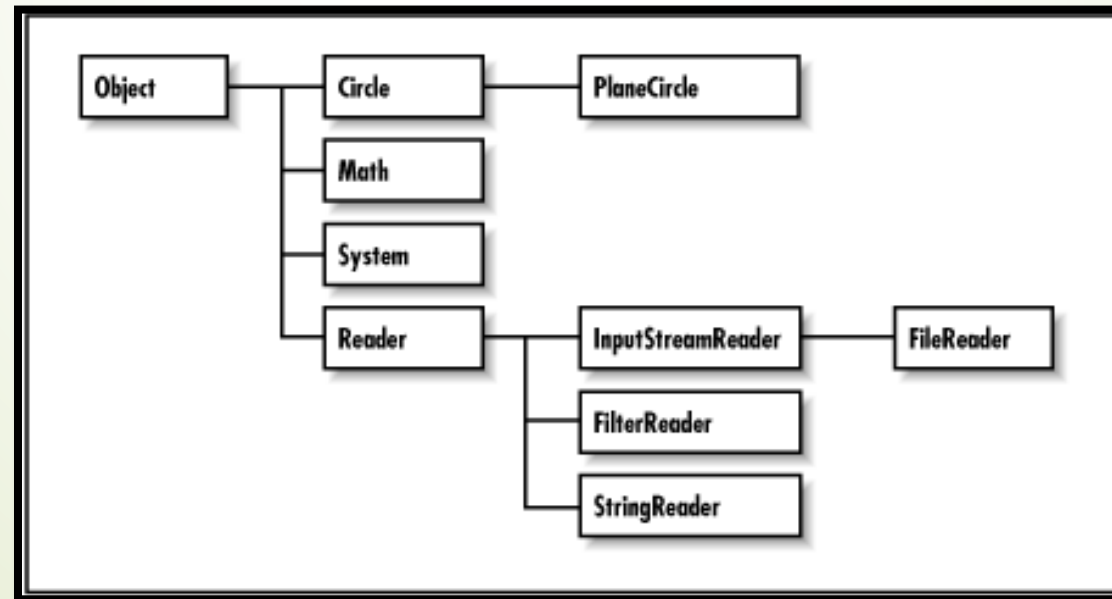 Object
Circle
PlaneCircle
Math
System
Reader
InputStreamReader
FileReader
FilterReader
StringReader